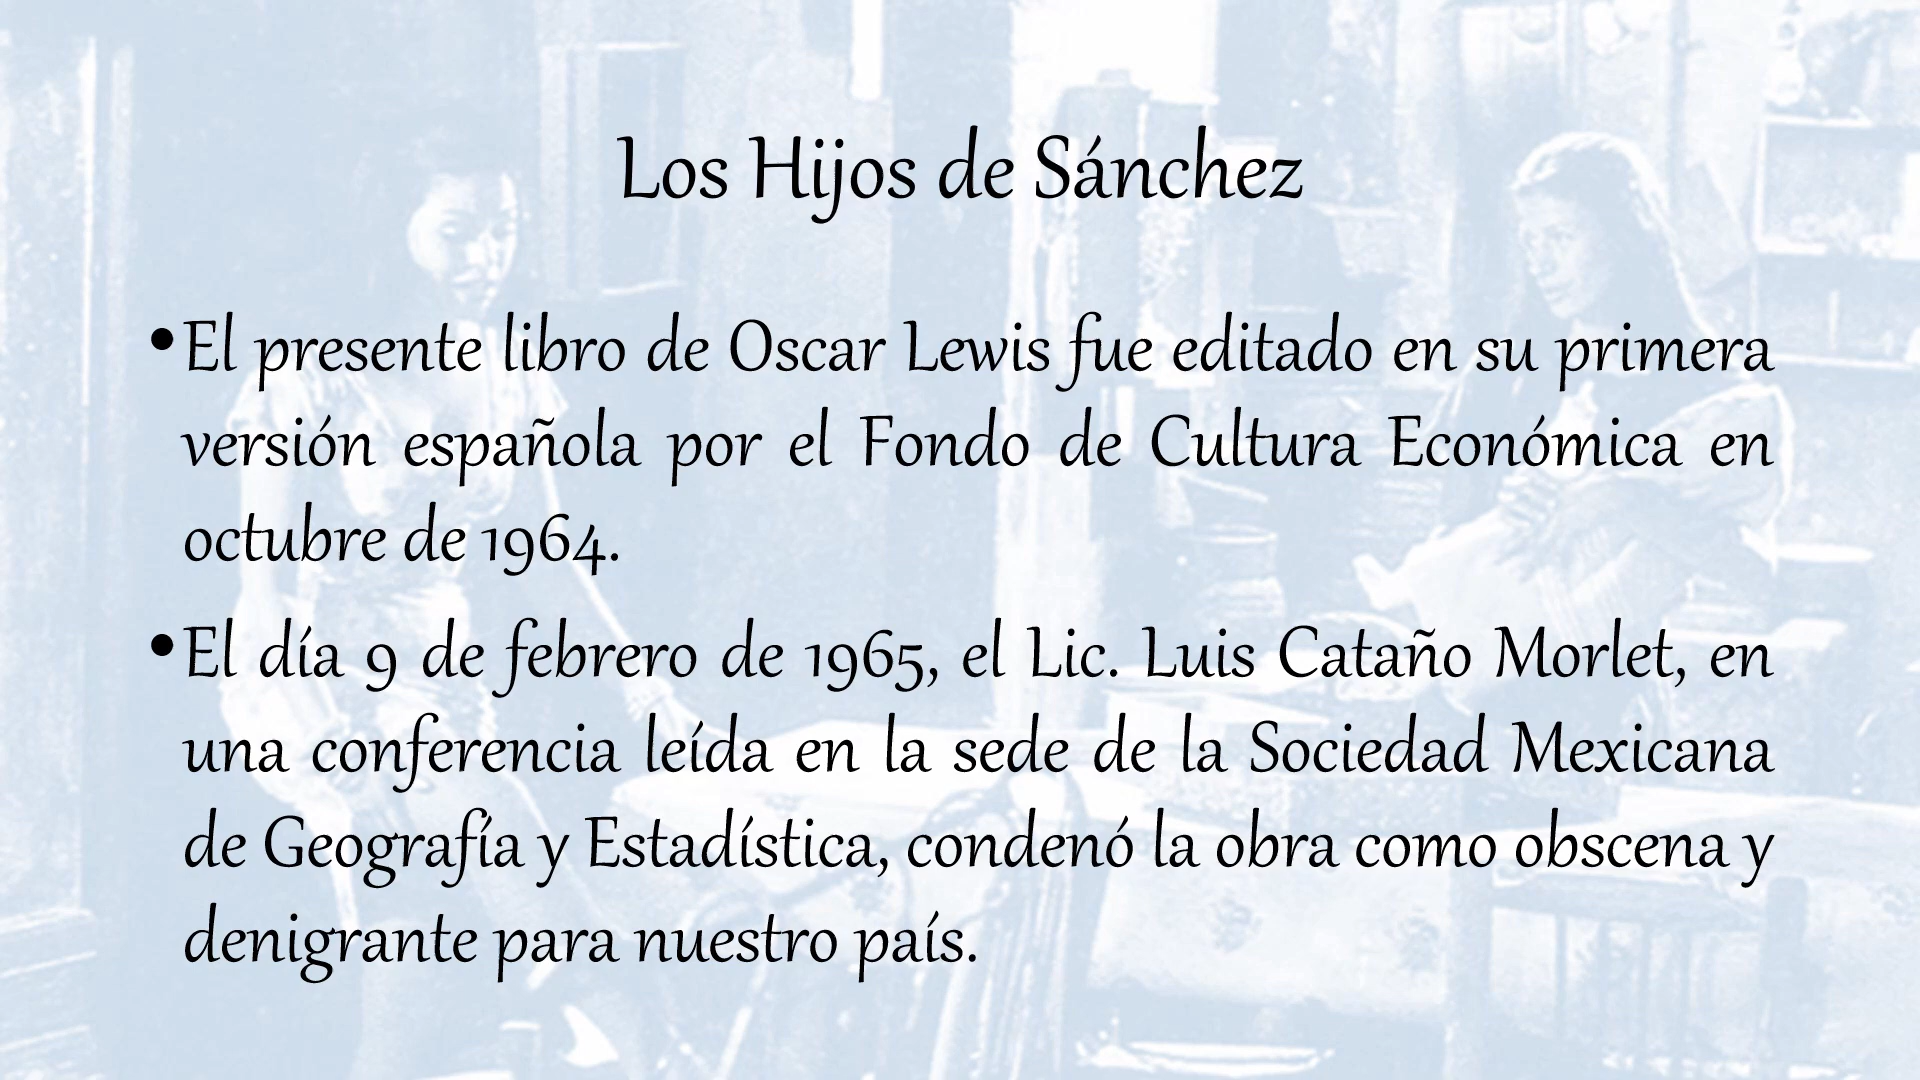 Los Hijos de Sánchez
•El presente libro de Oscar Lewis fue editado en su primera
versión española por el Fondo de Cultura Económica en
octubre de 1964.
•El día 9 de febrero de 1965, el Lic. Luis Cataño Morlet, en
una conferencia leída en la sede de la Sociedad Mexicana
de Geografía y Estadística, condenó la obra como obscena y
denigrante para nuestro país.